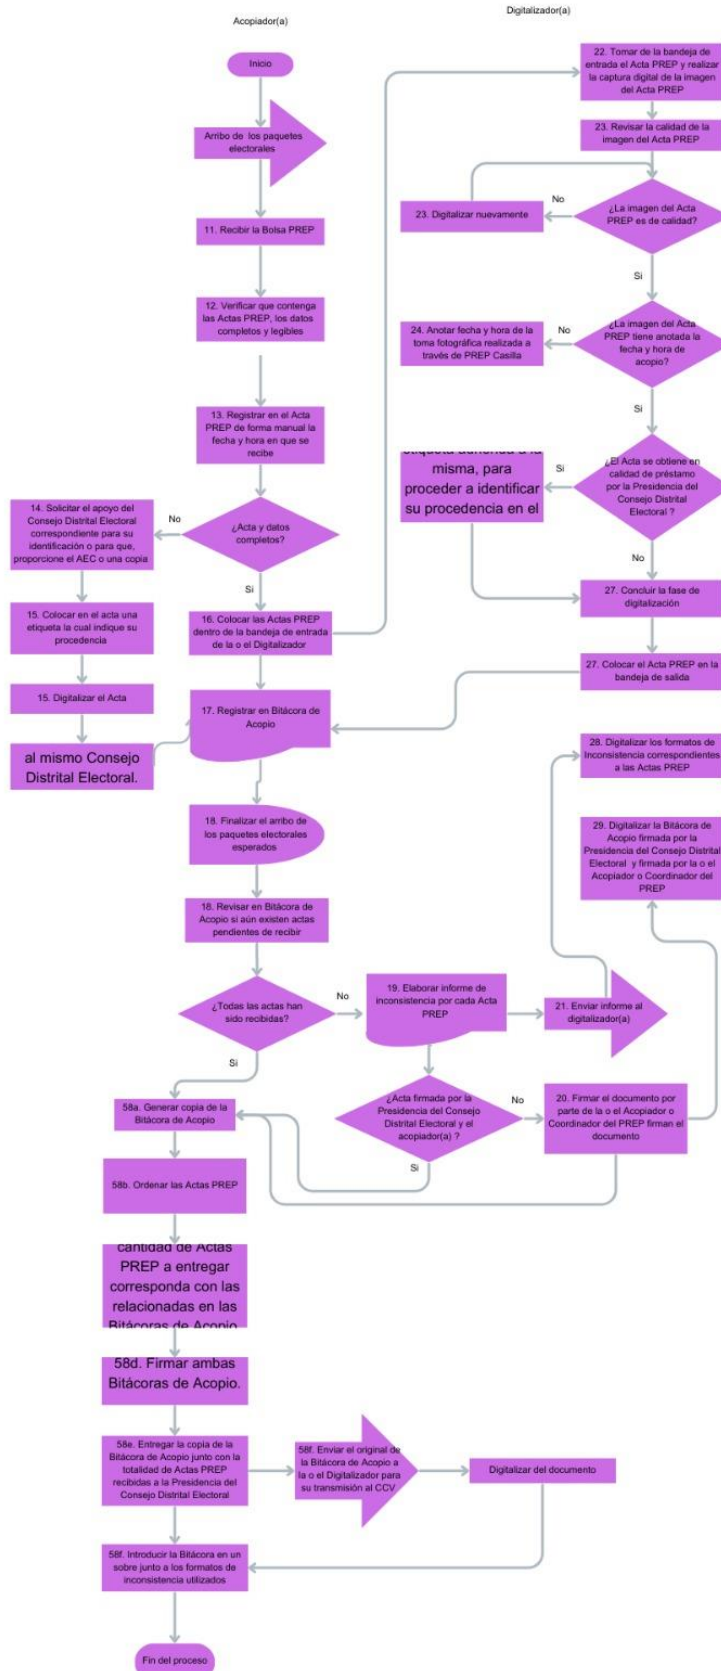 Acopiador(a)
Digitalizador(a)
Inicio
Arribo de los paquetes
electorales
11. Recibir la Bolsa PREP
12. Verificar que contenga
las Actas PREP, los datos
completos y legibles
13. Registrar en el Acta
PREP de forma manual la
fecha y hora en que se
recibe
¿Acta y datos
completos?
No
Si
14. Solicitar el apoyo del
Consejo Distrital Electoral
correspondiente para su
identificación o para que,
proporcione el AEC o una copia
15. Colocar en el acta una
etiqueta la cual indique su
procedencia
15. Digitalizar el Acta
al mismo Consejo
Distrital Electoral.
16. Colocar las Actas PREP
dentro de la bandeja de entrada
de la o el Digitalizador
22. Tomar de la bandeja de
entrada el Acta PREP y realizar
la captura digital de la imagen
del Acta PREP
23. Revisar la calidad de la
imagen del Acta PREP
¿La imagen del Acta
PREP es de calidad?
No
23. Digitalizar nuevamente
Si
¿La imagen del Acta
PREP tiene anotada la
fecha y hora de
acopio?
No
24. Anotar fecha y hora de la
toma fotográfica realizada a
través de PREP Casilla
Si
¿El Acta se obtiene en
calidad de préstamo
por la Presidencia del
Consejo Distrital
Electoral ?
Si
etiqueta adherida a la
misma, para
proceder a identificar
su procedencia en el
No
27. Concluir la fase de
digitalización
27. Colocar el Acta PREP en la
bandeja de salida
17. Registrar en Bitácora de
Acopio
18. Finalizar el arribo de
los paquetes electorales
esperados
18. Revisar en Bitácora de
Acopio si aún existen actas
pendientes de recibir
¿Todas las actas han
sido recibidas?
No
Si
19. Elaborar informe de
inconsistencia por cada Acta
PREP
21. Enviar informe al
digitalizador(a)
28. Digitalizar los formatos de
Inconsistencia correspondientes
a las Actas PREP
29. Digitalizar la Bitácora de
Acopio firmada por la
Presidencia del Consejo Distrital
Electoral y firmada por la o el
Acopiador o Coordinador del
PREP
¿Acta firmada por la
Presidencia del Consejo
Distrital Electoral y el
acopiador(a) ?
No
Si
20. Firmar el documento por
parte de la o el Acopiador o
Coordinador del PREP firman el
documento
58a. Generar copia de la
Bitácora de Acopio
58b. Ordenar las Actas PREP
cantidad de Actas
PREP a entregar
corresponda con las
relacionadas en las
Bitácoras de Acopio
58d. Firmar ambas
Bitácoras de Acopio.
58e. Entregar la copia de la
Bitácora de Acopio junto con la
totalidad de Actas PREP
recibidas a la Presidencia del
Consejo Distrital Electoral
58f. Enviar el original de
la Bitácora de Acopio a
la o el Digitalizador para
su transmisión al CCV
Digitalizar del documento
58f. Introducir la Bitácora en un
sobre junto a los formatos de
inconsistencia utilizados
Fin del proceso